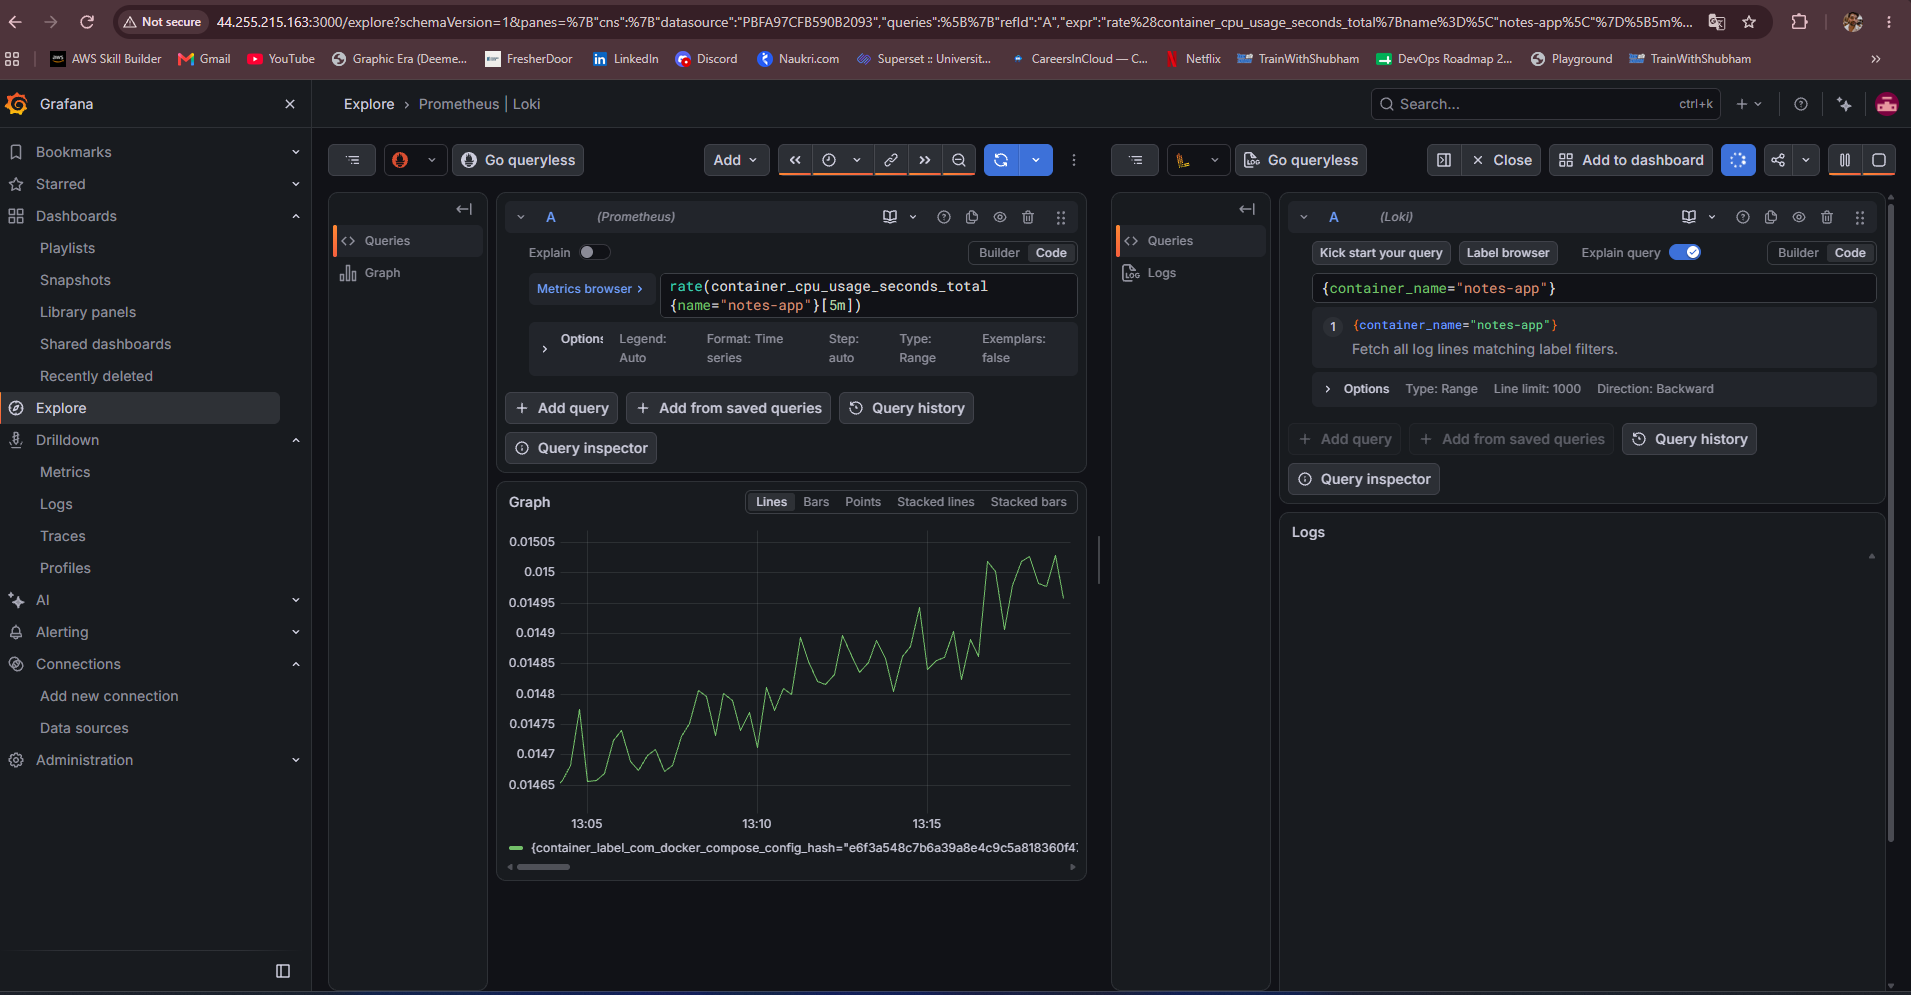 Not secure
44.255.215.163:3000/explore?schemaVersion=1&panes=%7B"cns":%7B"datasource":"PBFA97CFB590B2093","queries":%5B%7B"refId":"A","expr":"rate%28container_cpu_usage_seconds_total%7Bname%3D%5C"notes-app%5C"%7D%5B5m%...
aws
AWS Skill Builder
Gmail
YouTube
Graphic Era (Deeme...
FresherDoor
LinkedIn
Discord
Naukri.com
Superset :: Universit...
CareersInCloud — C...
Netflix
TrainWithShubham
DevOps Roadmap 2...
Playground
TrainWithShubham
Grafana
Explore › Prometheus | Loki
Search...
ctrl+k
Bookmarks
Starred
Dashboards
Playlists
Snapshots
Library panels
Shared dashboards
Recently deleted
Explore
Drilldown
Metrics
Logs
Traces
Profiles
AI
Alerting
Connections
Add new connection
Data sources
Administration
Go queryless
Add
Queries
Graph
A
(Prometheus)
Explain
Builder
Code
Metrics browser >
rate(container_cpu_usage_seconds_total
{name="notes-app"}[5m])
Options
Legend: Auto
Format: Time series
Step: auto
Type: Range
Exemplars: false
+ Add query
+ Add from saved queries
Query history
Query inspector
Graph
Lines
Bars
Points
Stacked lines
Stacked bars
0.01505
0.015
0.01495
0.0149
0.01485
0.0148
0.01475
0.0147
0.01465
13:05
13:10
13:15
{container_label_com_docker_compose_config_hash="e6f3a548c7b6a39a8e4c9c5a818360f47
Go queryless
Close
Add to dashboard
Queries
LOG
Logs
A
(Loki)
Kick start your query
Label browser
Explain query
Builder
Code
{container_name="notes-app"}
1
{container_name="notes-app"}
Fetch all log lines matching label filters.
Options
Type: Range
Line limit: 1000
Direction: Backward
+ Add query
+ Add from saved queries
Query history
Query inspector
Logs